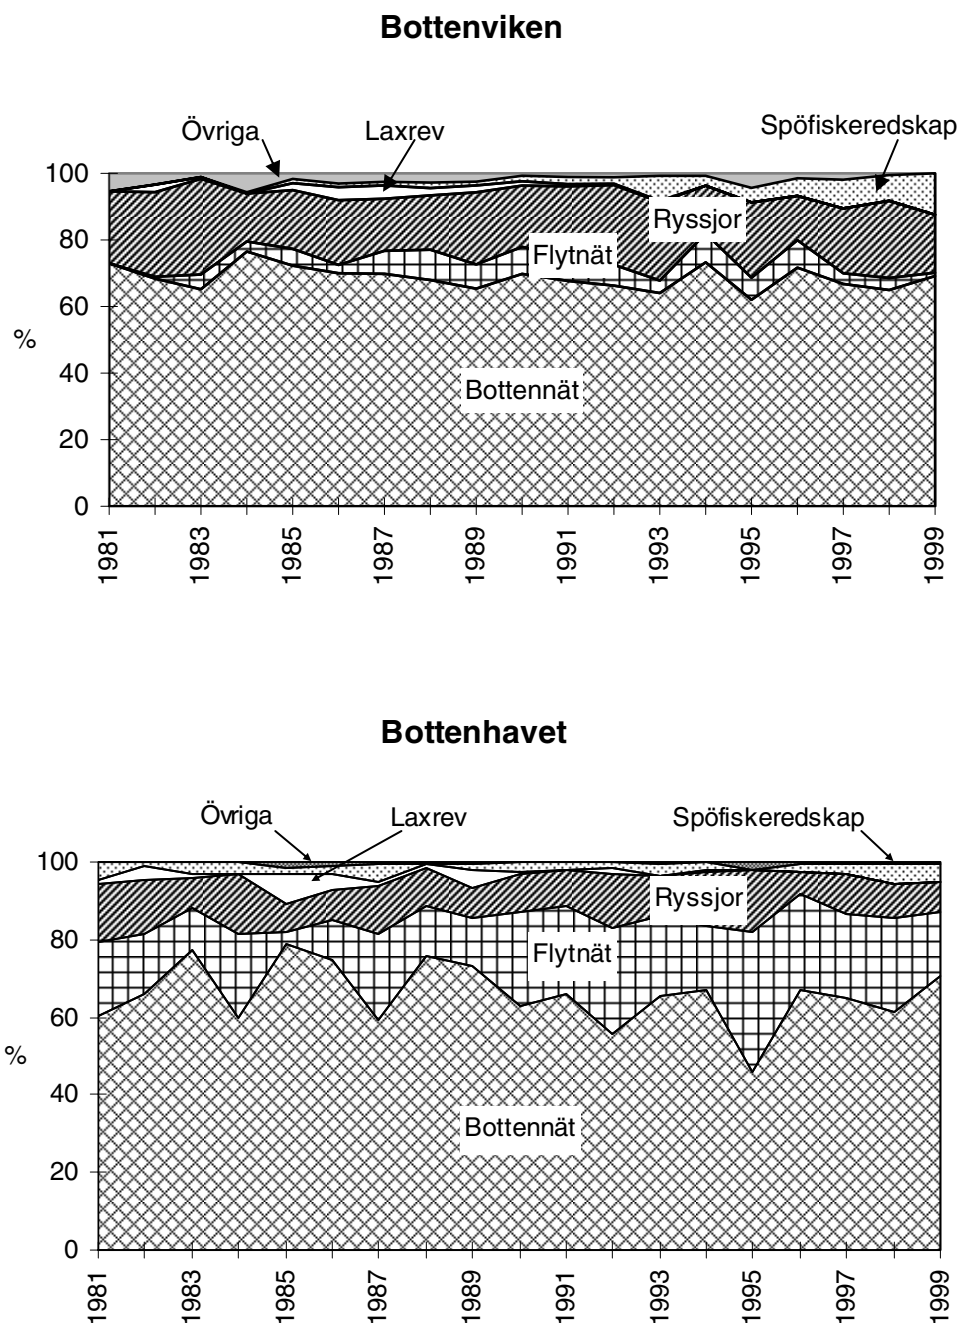 Bottenviken
Övriga
Laxrev
Spöfiskeredskap
100
80
60
40
20
0
%
Ryssjor
Flytnät
Bottennät
1981
1983
1985
1987
1989
1991
1993
1995
1997
1999
Bottenhavet
Övriga
Laxrev
Spöfiskeredskap
100
80
60
40
20
0
%
Ryssjor
Flytnät
Bottennät
1981
1983
1985
1987
1989
1991
1993
1995
1997
1999